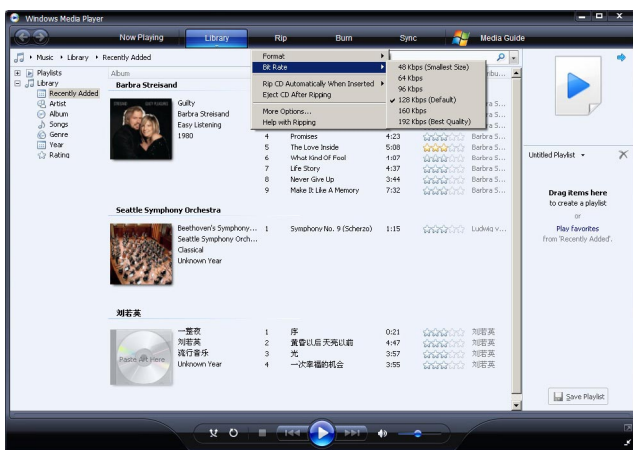 Windows Media Player
Now Playing
Library
Rip
Burn
Sync
Media Guide
Music
Library
Recently Added
Format
Bit Rate
Rip CD Automatically When Inserted
Eject CD After Ripping
More Options...
Help with Ripping
48 Kbps (Smallest Size)
64 Kbps
96 Kbps
128 Kbps (Default)
160 Kbps
192 Kbps (Best Quality)
Playlists
Library
Recently Added
Artist
Album
Songs
Genre
Year
Rating
Album
Barbra Streisand
Guilty
Barbra Streisand
Easy Listening
1980
4 Promises 4:23 Barbra S...
5 The Love Inside 5:08 Barbra S...
6 What Kind Of Fool 4:07 Barbra S...
7 Life Story 4:37 Barbra S...
8 Never Give Up 3:44 Barbra S...
9 Make It Like A Memory 7:32 Barbra S...
Seattle Symphony Orchestra
Beethoven's Symphony... 1 Symphony No. 9 (Scherzo) 1:15 Ludwig v...
Seattle Symphony Orch...
Classical
Unknown Year
刘若英
一整夜 1 序 0:21 刘若英
刘若英 2 黄昏以后天亮以前 4:47 刘若英
流行音乐 3 光 3:57 刘若英
Unknown Year 4 一次幸福的机会 3:55 刘若英
Paste Art Here
Untitled Playlist
Drag items here
to create a playlist
or
Play favorites
from 'Recently Added'.
Save Playlist